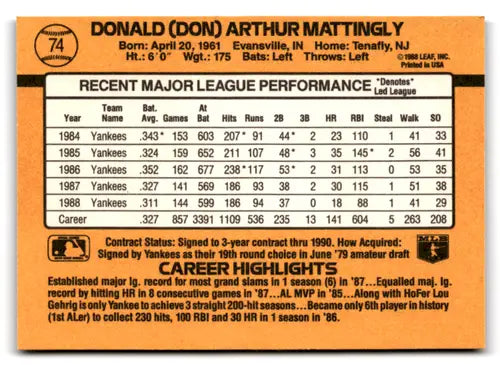 74
DONALD (DON) ARTHUR MATTINGLY
Born: April 20, 1961 Evansville, IN Home: Tenafly, NJ
Ht.: 6'0" Wgt.: 175 Bats: Left Throws: Left
©1988 LEAF, INC.
Printed in USA
RECENT MAJOR LEAGUE PERFORMANCE *Denotes* Led League
Year Team Name Bat. Avg. Games At Bat Hits Runs 2B 3B HR RBI Steal Walk SO
1984 Yankees .343* 153 603 207* 91 44* 2 23 110 1 41 33
1985 Yankees .324 159 652 211 107 48* 3 35 145* 2 56 41
1986 Yankees .352 162 677 238* 117 53* 2 31 113 0 53 35
1987 Yankees .327 141 569 186 93 38 2 30 115 1 51 38
1988 Yankees .311 144 599 186 94 37 0 18 88 1 41 29
Career .327 857 3391 1109 536 235 13 141 604 5 263 208
Contract Status: Signed to 3-year contract thru 1990. How Acquired:
Signed by Yankees as their 19th round choice in June '79 amateur draft
MLB
CAREER HIGHLIGHTS
Established major lg. record for most grand slams in 1 season (6) in '87...Equalled maj. lg.
record by hitting HR in 8 consecutive games in '87...AL MVP in '85...Along with HoFer Lou
Gehrig is only Yankee to achieve 3 straight 200-hit seasons...Became only 6th player in history
(1st ALer) to collect 230 hits, 100 RBI and 30 HR in 1 season in '86.